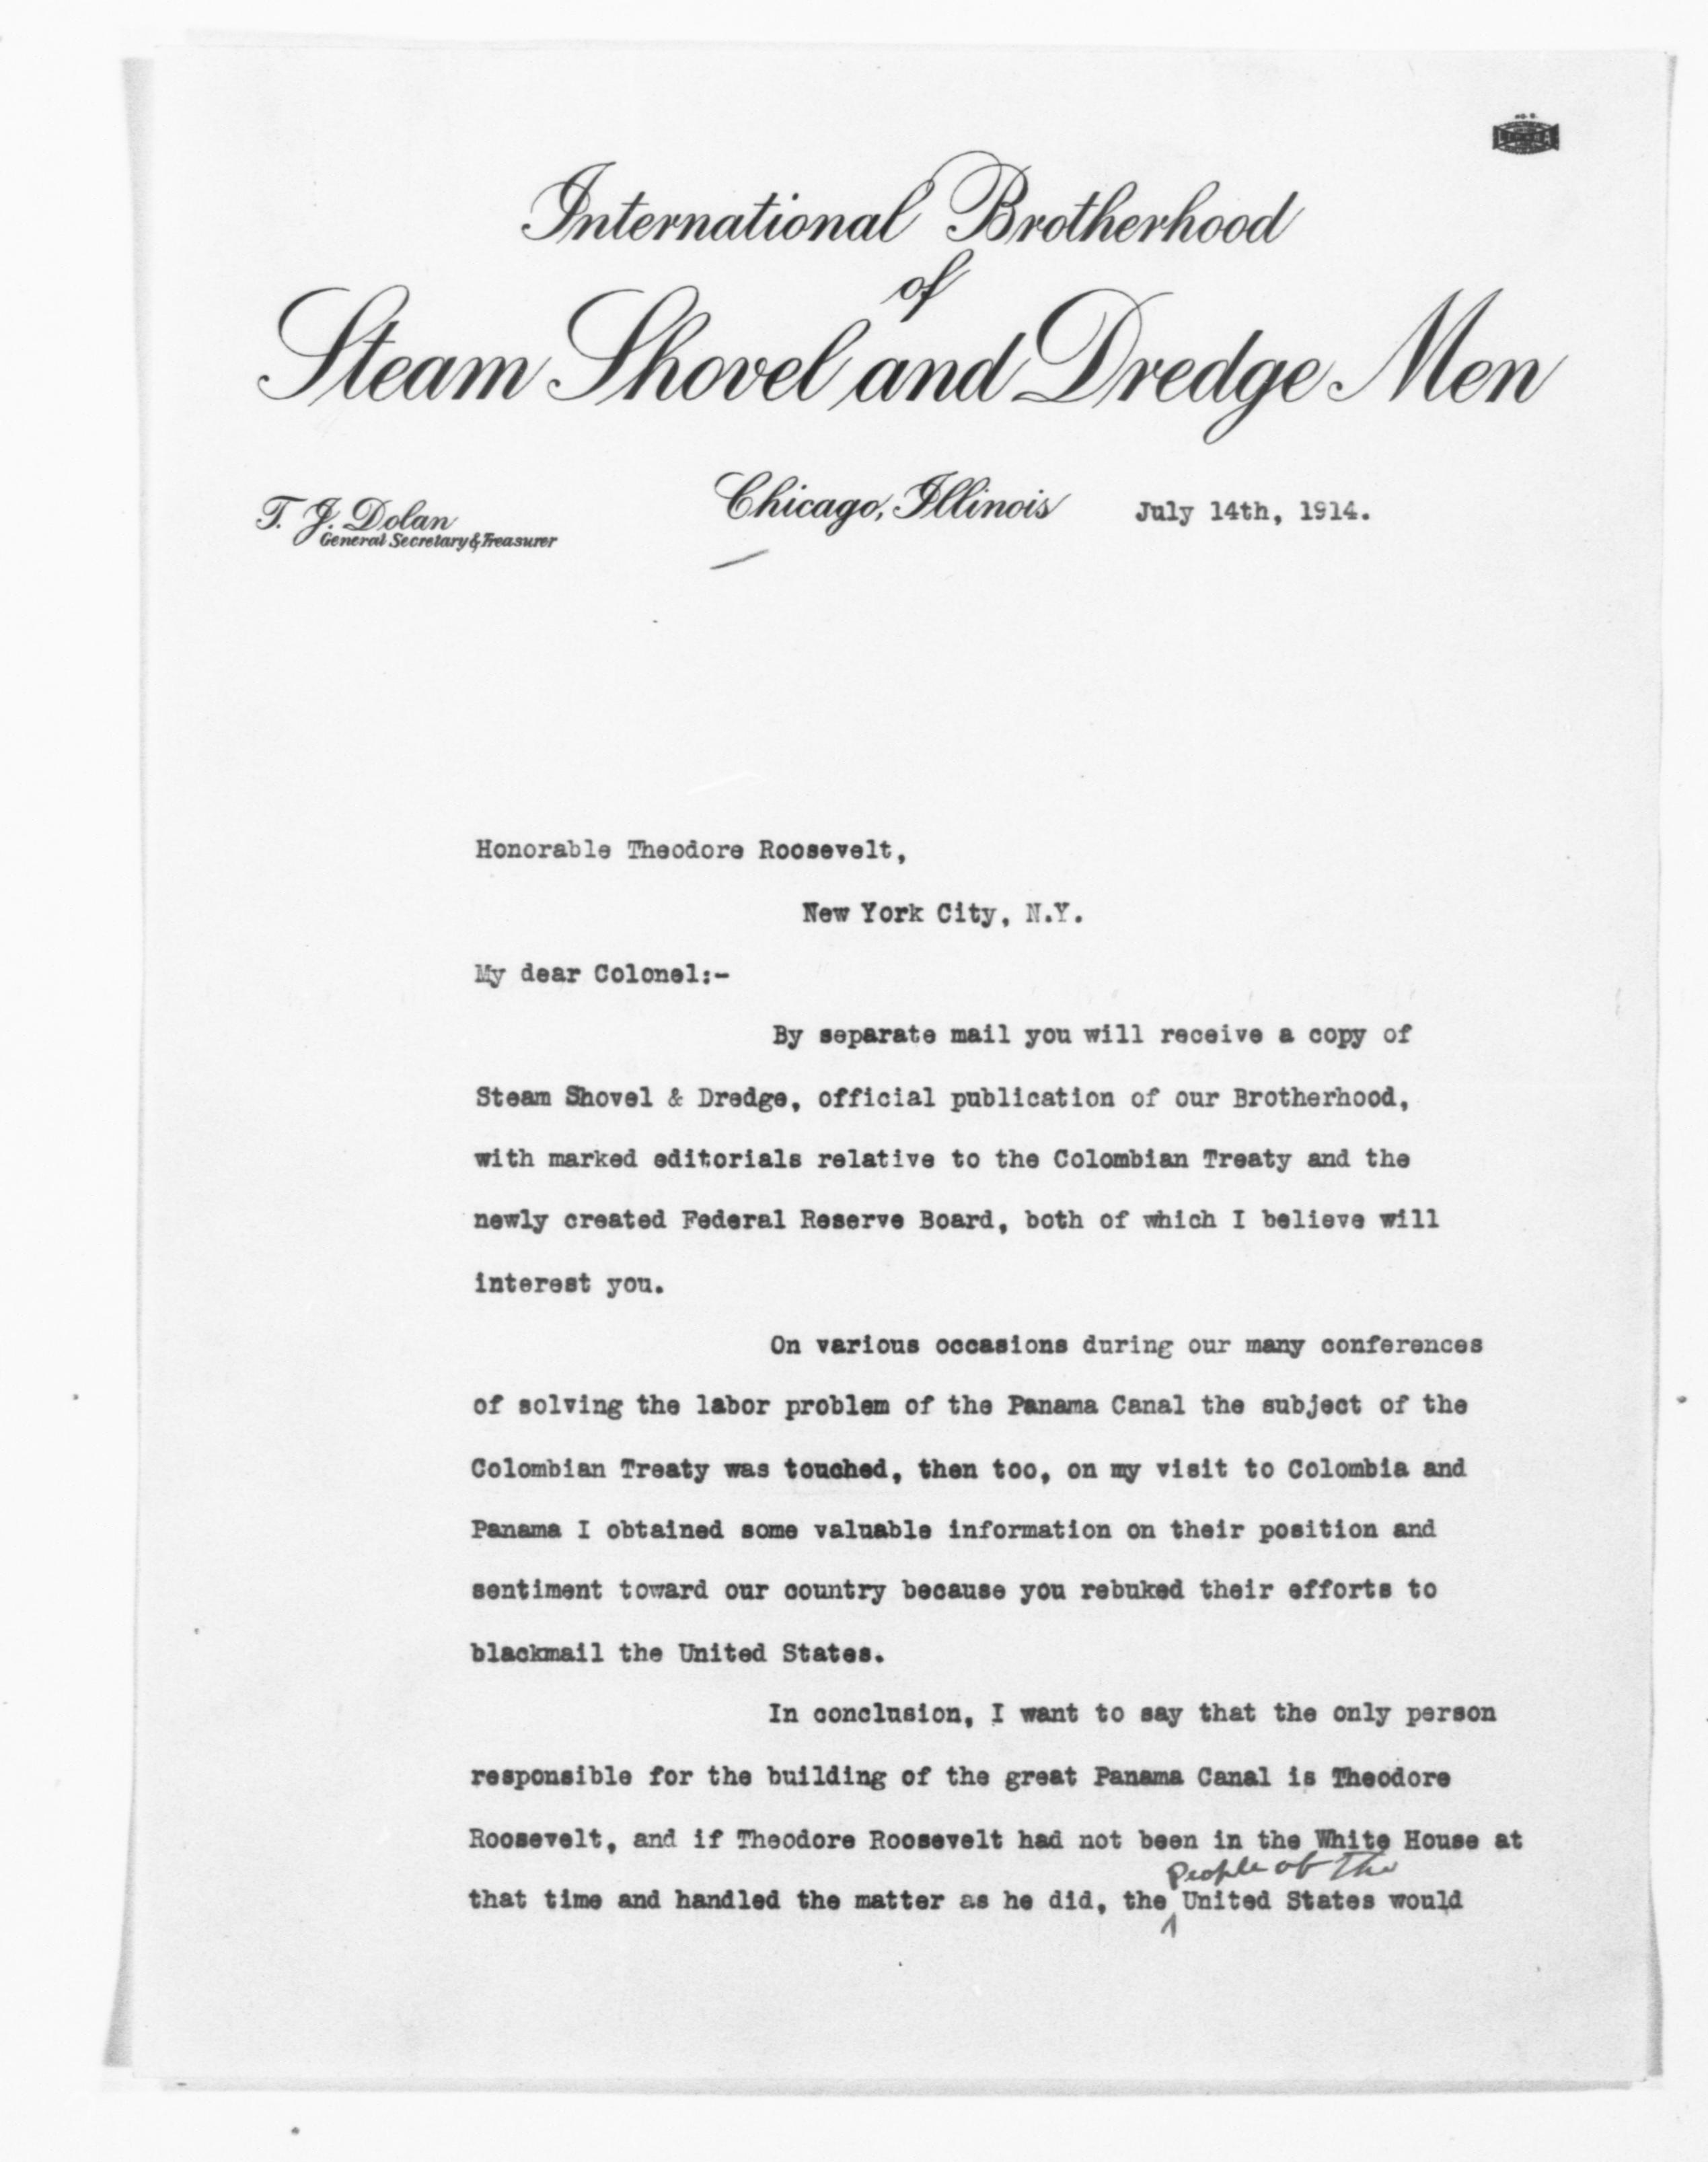 International Brotherhood
of
Steam Shovel and Dredge Men
Chicago, Illinois July 14th, 1914.
T. J. Dolan
General Secretary & Treasurer
Honorable Theodore Roosevelt,
New York City, N.Y.
My dear Colonel:-
By separate mail you will receive a copy of
Steam Shovel & Dredge, official publication of our Brotherhood,
with marked editorials relative to the Colombian Treaty and the
newly created Federal Reserve Board, both of which I believe will
interest you.
On various occasions during our many conferences
of solving the labor problem of the Panama Canal the subject of the
Colombian Treaty was touched, then too, on my visit to Colombia and
Panama I obtained some valuable information on their position and
sentiment toward our country because you rebuked their efforts to
blackmail the United States.
In conclusion, I want to say that the only person
responsible for the building of the great Panama Canal is Theodore
Roosevelt, and if Theodore Roosevelt had not been in the White House at
People of the
that time and handled the matter as he did, the United States would